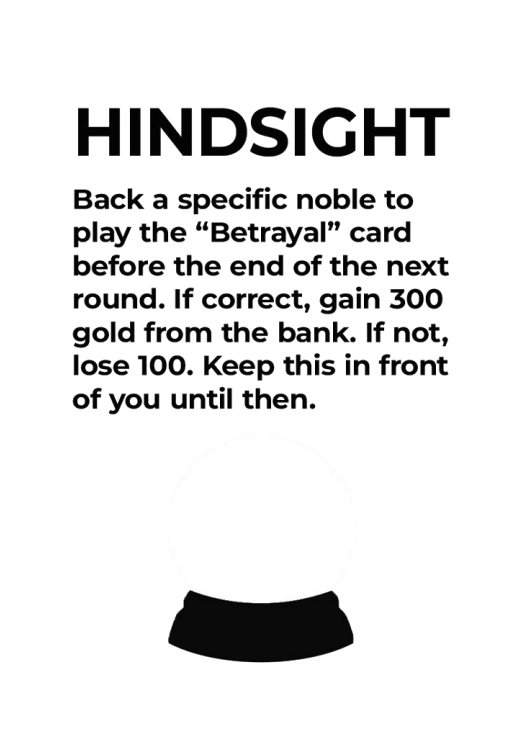 HINDSIGHT
Back a specific noble to
play the “Betrayal” card
before the end of the next
round. If correct, gain 300
gold from the bank. If not,
lose 100. Keep this in front
of you until then.